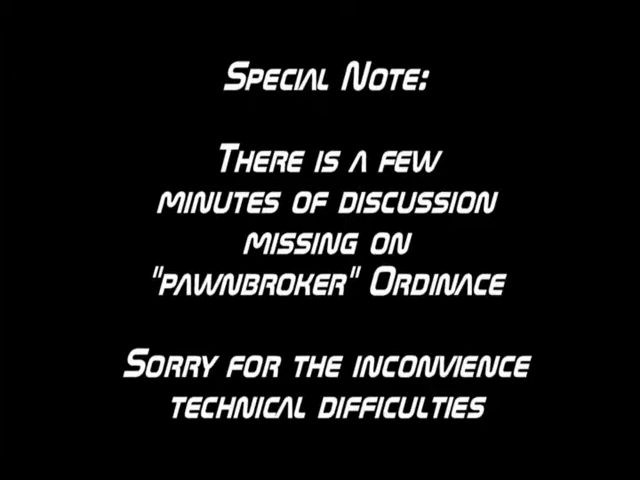 Special Note:
There is a few
minutes of discussion
missing on
"pawnbroker" Ordinace
Sorry for the inconvience
technical difficulties